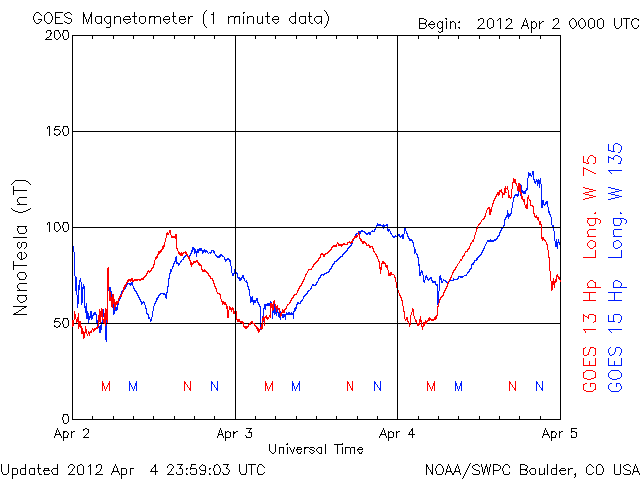 GOES Magnetometer (1 minute data)
Begin: 2012 Apr 2 0000 UTC
200
150
100
50
0
NanoTesla (nT)
M M N N M M N N M M N N
Apr 2 Apr 3 Apr 4 Apr 5
Universal Time
GOES 13 Hp Long. W 75
GOES 15 Hp Long. W 135
Updated 2012 Apr 4 23:59:03 UTC
NOAA/SWPC Boulder, CO USA